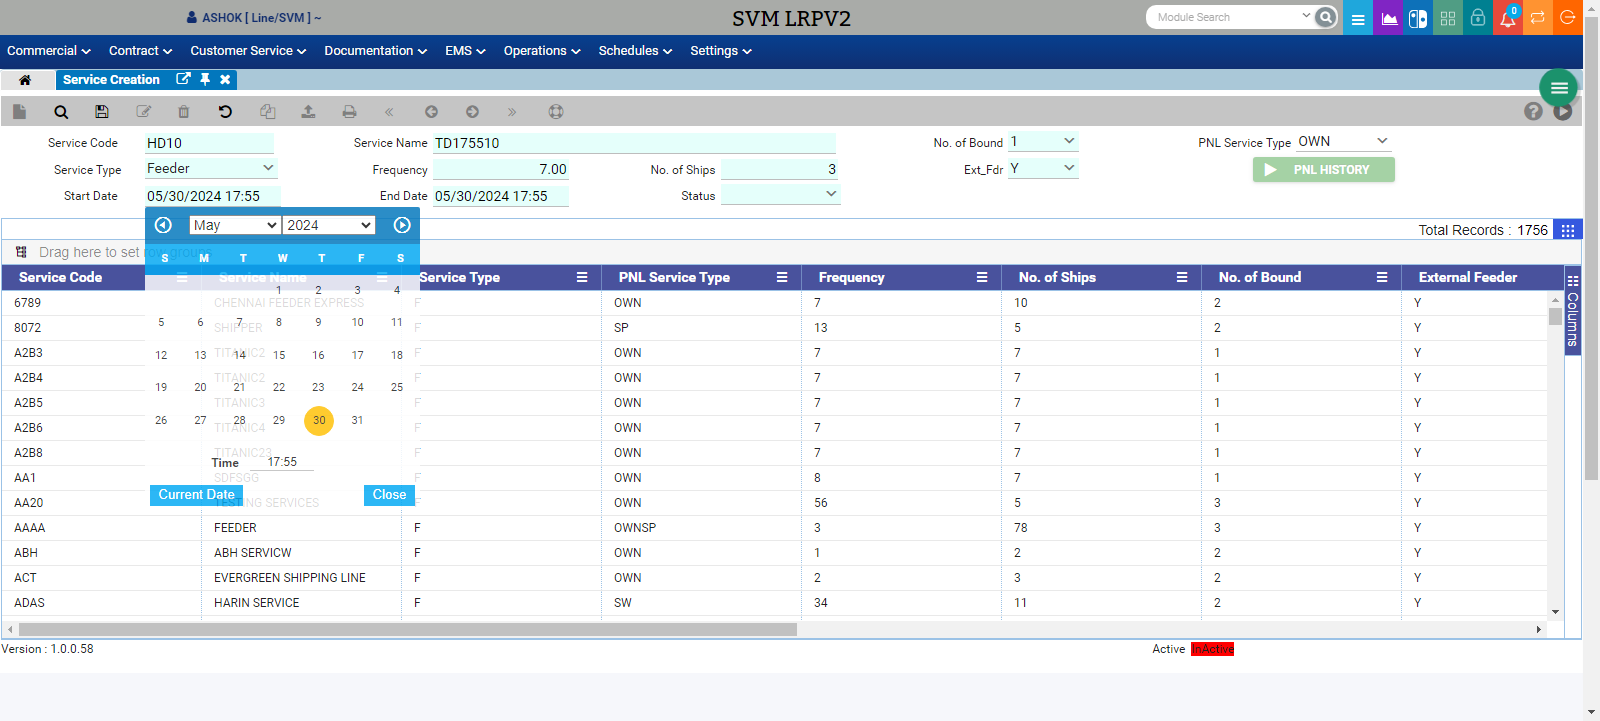 ASHOK [ Line/SVM ] ~
SVM LRPV2
Module Search
0
Commercial Contract Customer Service Documentation EMS Operations Schedules Settings
Service Creation
Service Code HD10 Service Name TD175510 No. of Bound 1 PNL Service Type OWN
Service Type Feeder Frequency 7.00 No. of Ships 3 Ext_Fdr Y PNL HISTORY
Start Date 05/30/2024 17:55 End Date 05/30/2024 17:55 Status
May 2024
Total Records : 1756
Drag here to set row groups
S M T W T F S
Service Code Service Name Service Type PNL Service Type Frequency No. of Ships No. of Bound External Feeder
1 2 3 4
5 6 7 8 9 10 11
12 13 14 15 16 17 18
19 20 21 22 23 24 25
26 27 28 29 30 31
Time 17:55
Current Date Close
6789 CHENNAI FEEDER EXPRESS F OWN 7 10 2 Y
8072 SHIPPER F SP 13 5 2 Y
A2B3 TITANIC2 F OWN 7 7 1 Y
A2B4 TITANIC2 F OWN 7 7 1 Y
A2B5 TITANIC3 F OWN 7 7 1 Y
A2B6 TITANIC4 F OWN 7 7 1 Y
A2B8 TITANIC23 F OWN 7 7 1 Y
AA1 SDFSGG F OWN 8 7 1 Y
AA20 TESTING SERVICES F OWN 56 5 3 Y
AAAA FEEDER F OWNSP 3 78 3 Y
ABH ABH SERVICW F OWN 1 2 2 Y
ACT EVERGREEN SHIPPING LINE F OWN 2 3 2 Y
ADAS HARIN SERVICE F SW 34 11 2 Y
Columns
Version : 1.0.0.58
Active InActive